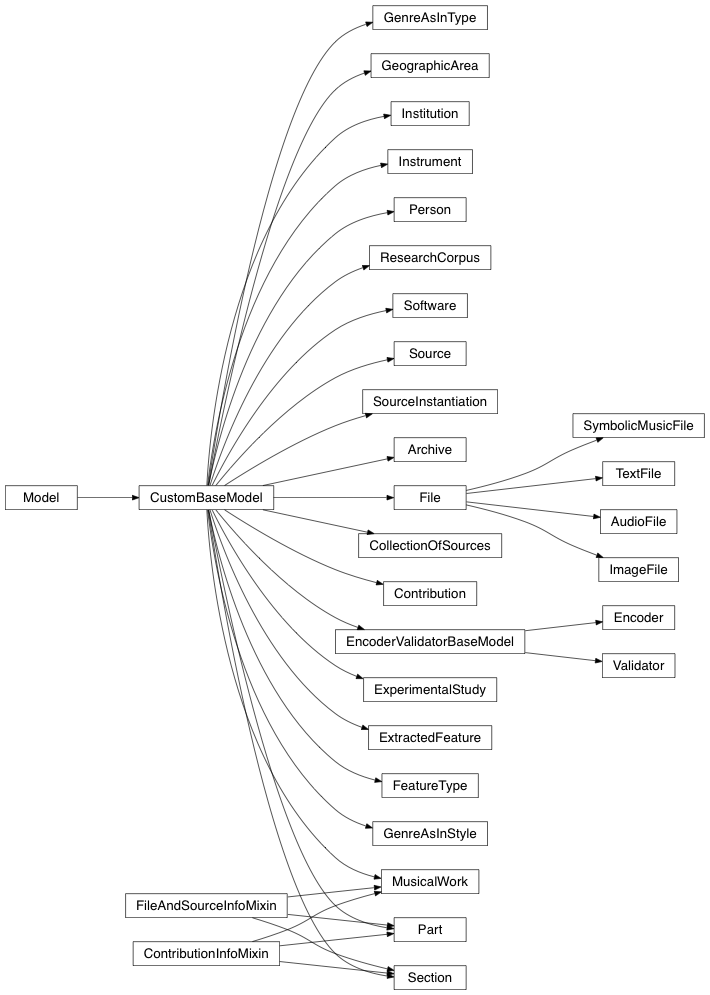 GenreAsInType
GeographicArea
Institution
Instrument
Person
ResearchCorpus
Software
Source
SourceInstantiation
Archive
SymbolicMusicFile
TextFile
Model
CustomBaseModel
File
AudioFile
CollectionOfSources
ImageFile
Contribution
Encoder
EncoderValidatorBaseModel
Validator
ExperimentalStudy
ExtractedFeature
FeatureType
GenreAsInStyle
MusicalWork
FileAndSourceInfoMixin
Part
ContributionInfoMixin
Section